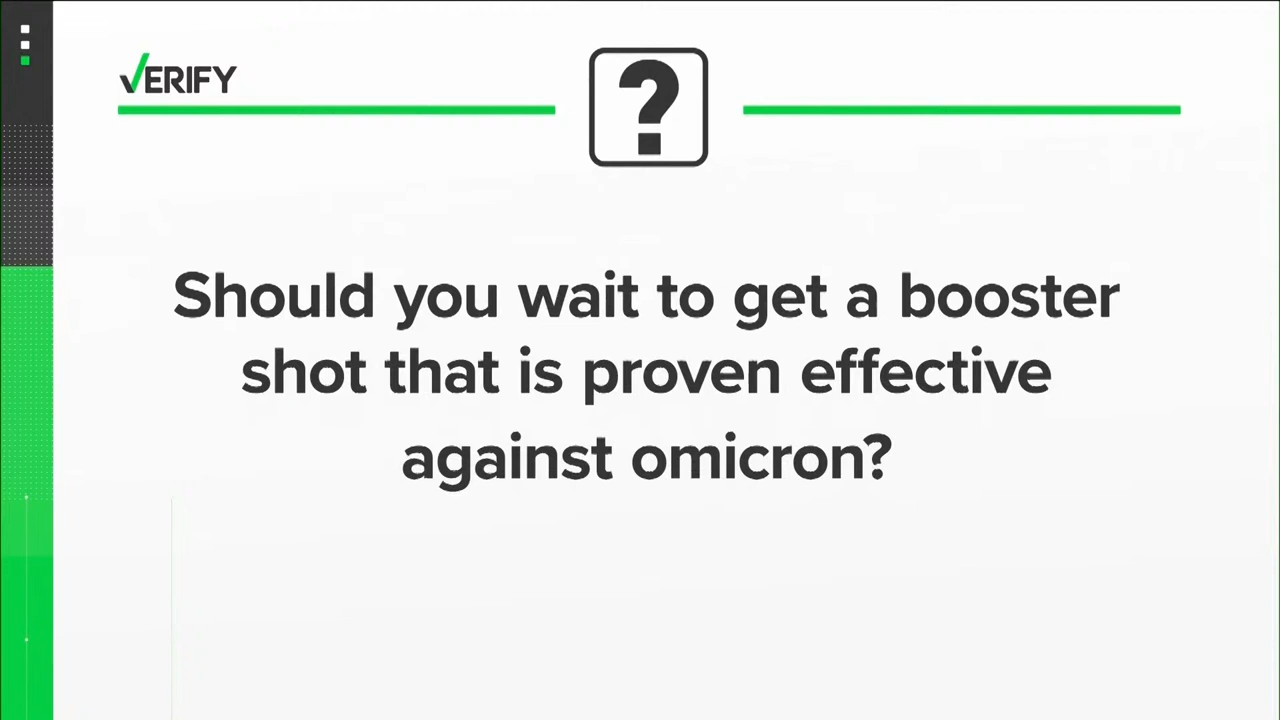 VERIFY
?
Should you wait to get a booster
shot that is proven effective
against omicron?